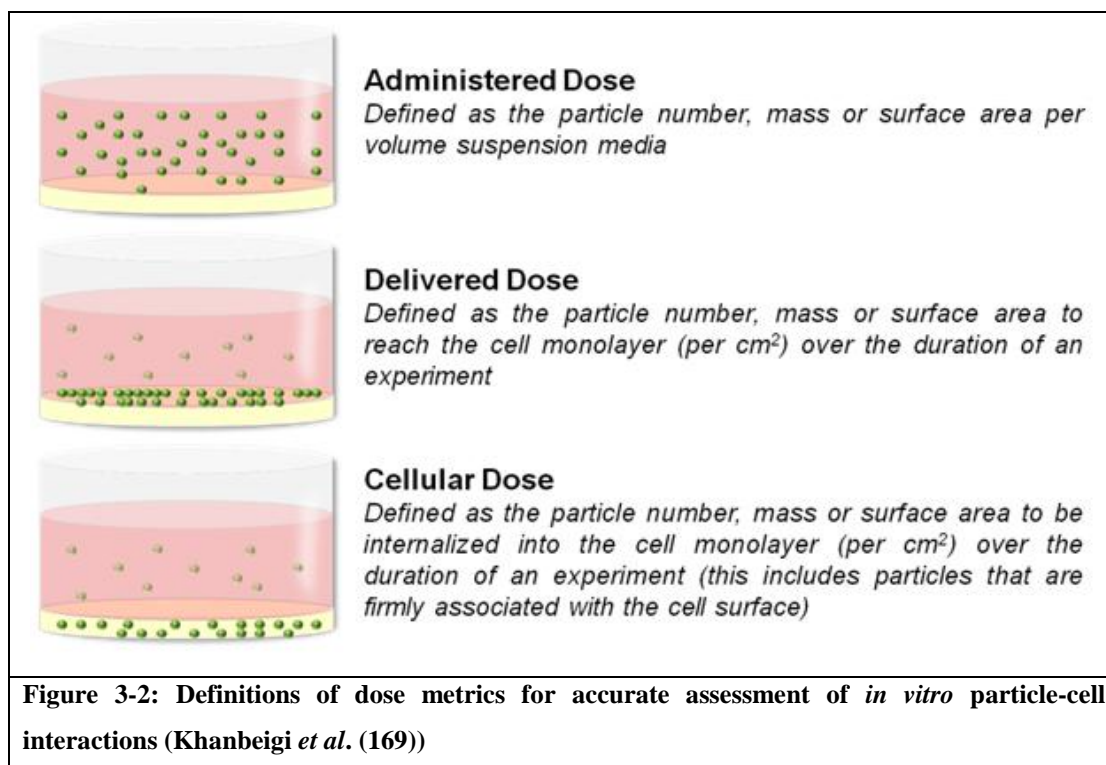 Administered Dose
Defined as the particle number, mass or surface area per
volume suspension media
Delivered Dose
Defined as the particle number, mass or surface area to
reach the cell monolayer (per cm²) over the duration of an
experiment
Cellular Dose
Defined as the particle number, mass or surface area to be
internalized into the cell monolayer (per cm²) over the
duration of an experiment (this includes particles that are
firmly associated with the cell surface)
Figure 3-2: Definitions of dose metrics for accurate assessment of in vitro particle-cell
interactions (Khanbeigi et al. (169))